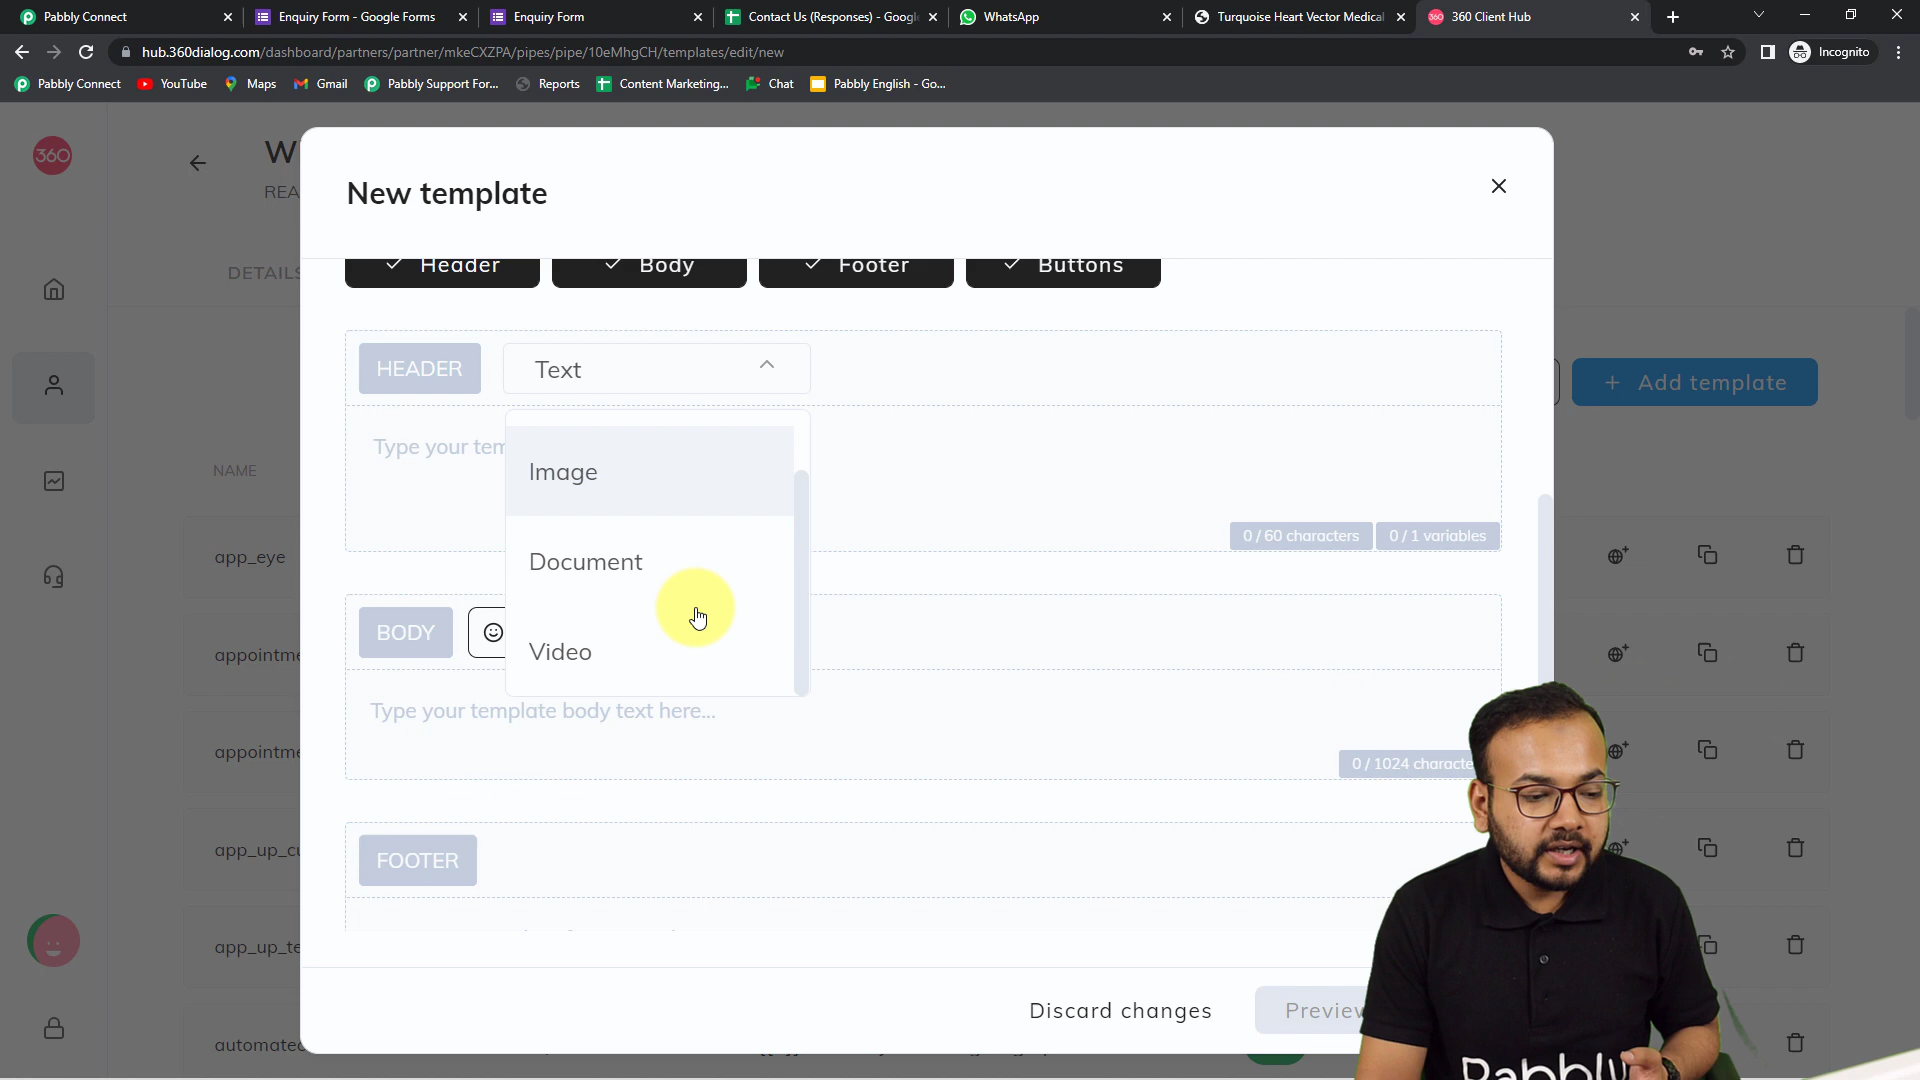 Pabbly Connect
Enquiry Form - Google Forms
Enquiry Form
Contact Us (Responses) - Google
WhatsApp
Turquoise Heart Vector Medical
360 Client Hub
hub.360dialog.com/dashboard/partners/partner/mkeCXZPA/pipes/pipe/10eMhgCH/templates/edit/new
Incognito
Pabbly Connect
YouTube
Maps
Gmail
Pabbly Support For...
Reports
Content Marketing...
Chat
Pabbly English - Go...
360
W
REA
DETAILS
New template
Header
Body
Footer
Buttons
HEADER
Text
Add template
Type your tem
Image
NAME
0 / 60 characters
0 / 1 variables
Document
app_eye
BODY
Video
appointme
Type your template body text here...
appointme
0 / 1024 characte
FOOTER
app_up_cu
app_up_te
Discard changes
Preview
automated
Pabbly